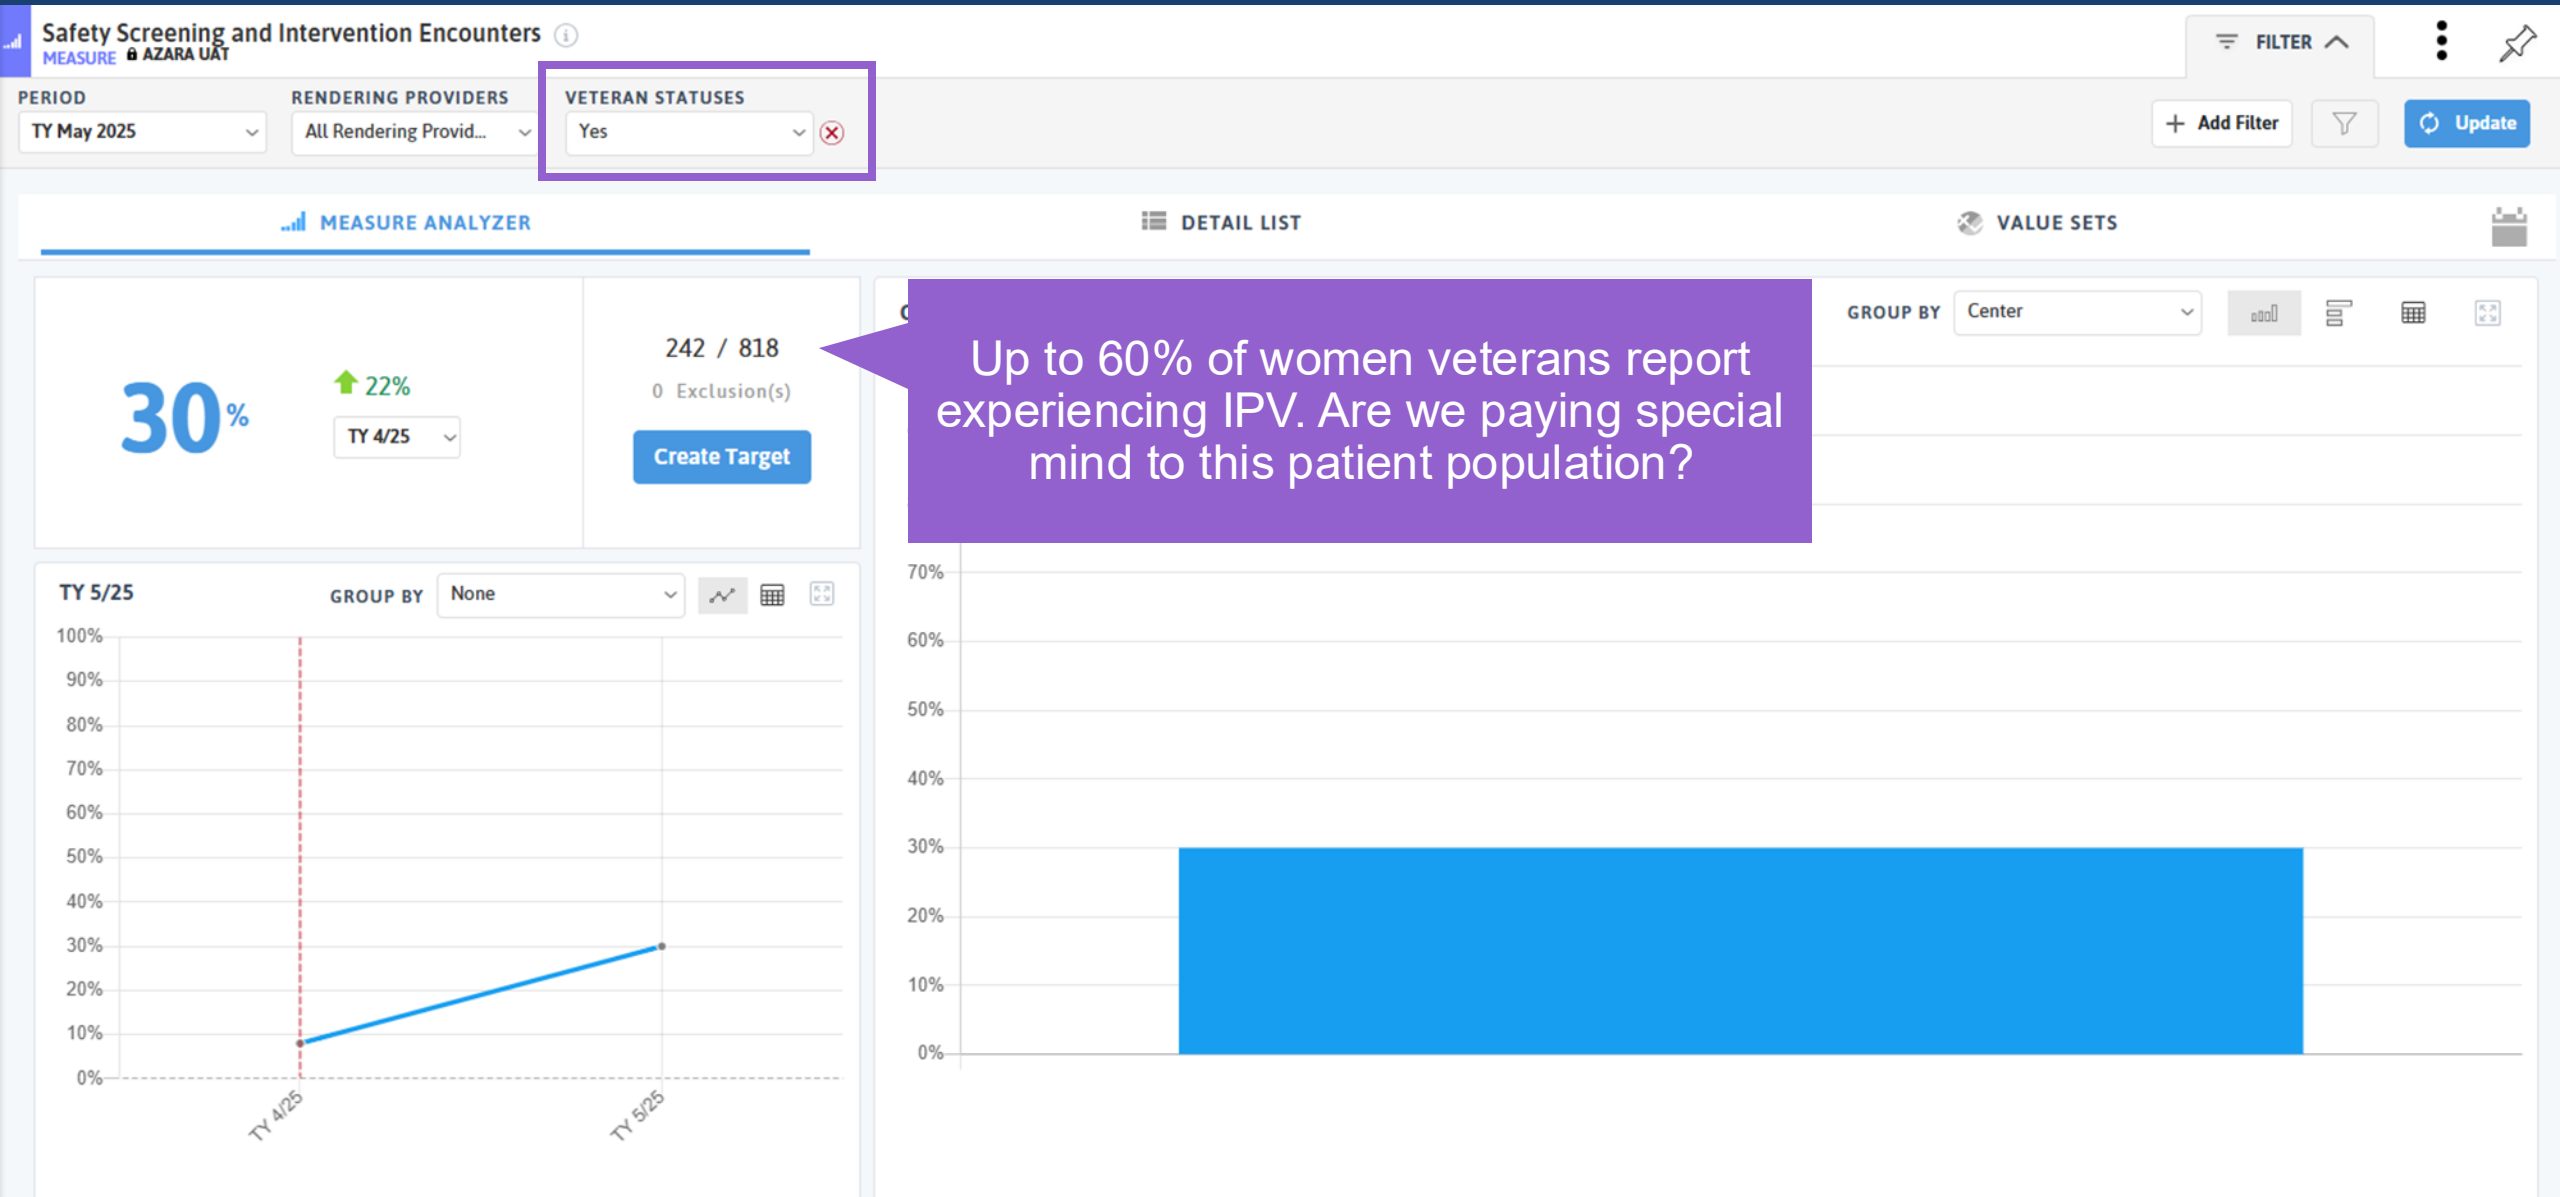 Safety Screening and Intervention Encounters
MEASURE AZARA UAT
FILTER
PERIOD
RENDERING PROVIDERS
VETERAN STATUSES
TY May 2025
All Rendering Provid...
Yes
+ Add Filter
Update
MEASURE ANALYZER
DETAIL LIST
VALUE SETS
30%
22%
TY 4/25
242 / 818
0 Exclusion(s)
Create Target
Up to 60% of women veterans report
experiencing IPV. Are we paying special
mind to this patient population?
GROUP BY Center
TY 5/25
GROUP BY None
100%
90%
80%
70%
60%
50%
40%
30%
20%
10%
0%
TY 4/25
TY 5/25
70%
60%
50%
40%
30%
20%
10%
0%